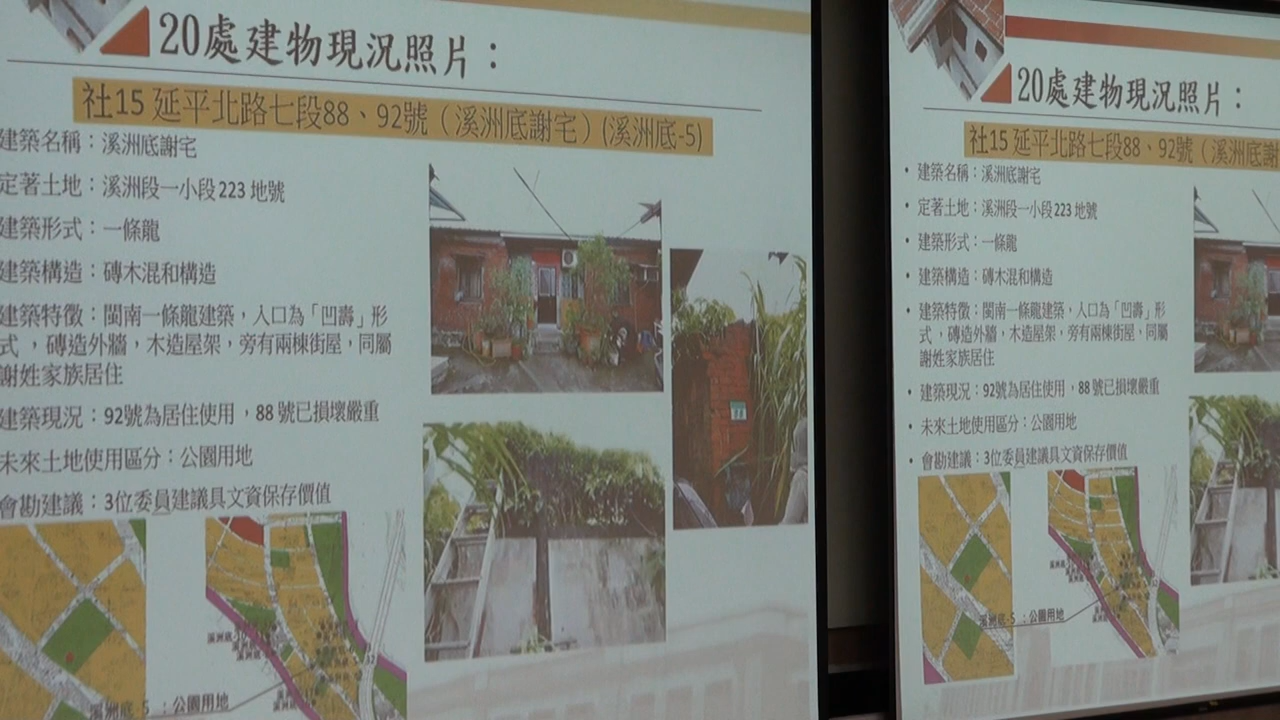 20處建物現況照片：
社15 延平北路七段88、92號（溪洲底謝宅）(溪洲底-5)
建築名稱：溪洲底謝宅
定著土地：溪洲段一小段 223 地號
建築形式：一條龍
建築構造：磚木混和構造
建築特徵：閩南一條龍建築，入口為「凹壽」形
式 ，磚造外牆，木造屋架，旁有兩棟街屋，同屬
謝姓家族居住
建築現況：92號為居住使用 ，88 號已損壞嚴重
未來土地使用區分：公園用地
會勘建議：3位委員建議具文資保存價值
溪洲底 5 ：公園用地
20處建物現況照片：
社15 延平北路七段88、92號（溪洲底謝
• 建築名稱：溪洲底謝宅
• 定著土地：溪洲段一小段 223 地號
• 建築形式：一條龍
• 建築構造：磚木混和構造
• 建築特徵：閩南一條龍建築，入口為「凹壽」形
式 ，磚造外牆，木造屋架，旁有兩棟街屋，同屬
謝姓家族居住
• 建築現況：92號為居住使用 ，88 號已損壞嚴重
• 未來土地使用區分：公園用地
• 會勘建議：3位委員建議具文資保存價值
溪洲底-5 ：公園用地